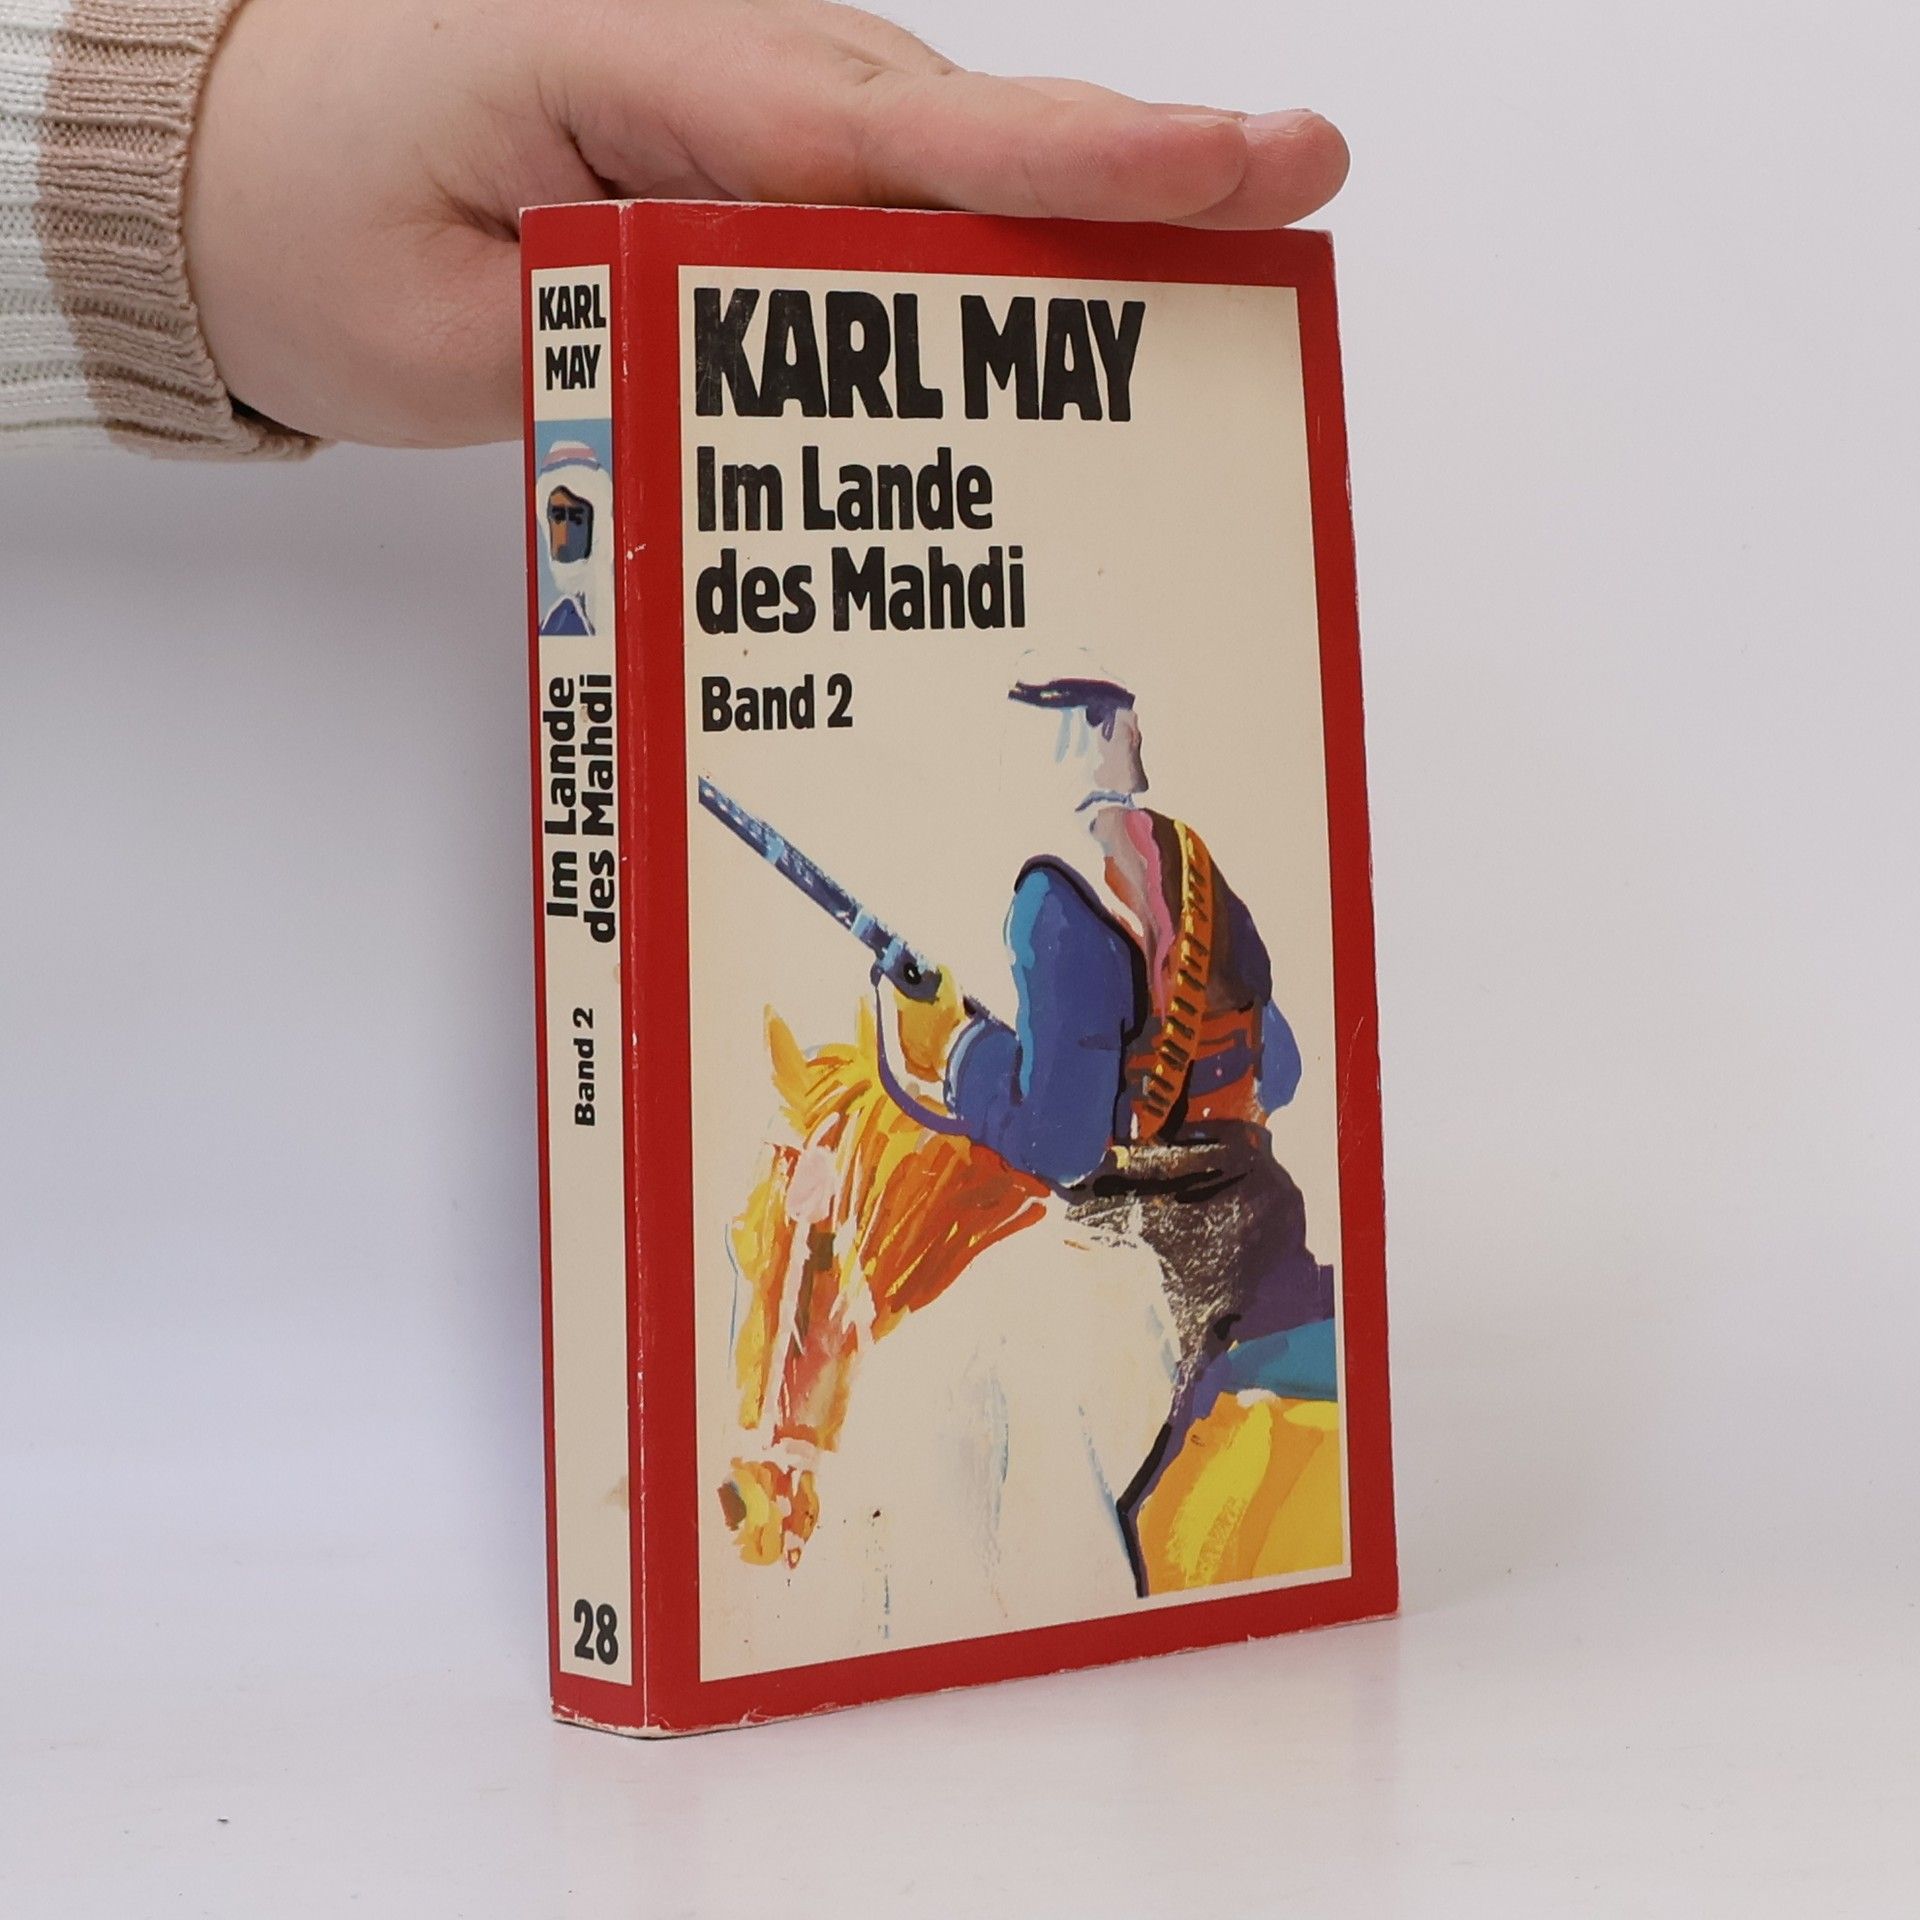 KARL
MAY
Im Lande
des Mahdi
Band 2
28
KARL MAY
Im Lande
des Mahdi
Band 2